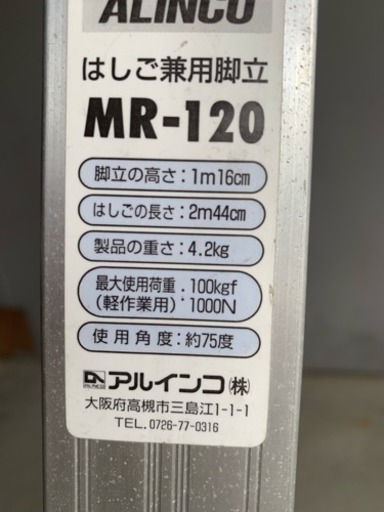 ALINCO
はしご兼用脚立
MR-120
脚立の高さ:1m16cm
はしごの長さ:2m44cm
製品の重さ:4.2kg
最大使用荷重.100kgf
(軽作業用):1000N
使用角度:約75度
アルインコ(株)
大阪府高槻市三島江1-1-1
TEL.0726-77-0316